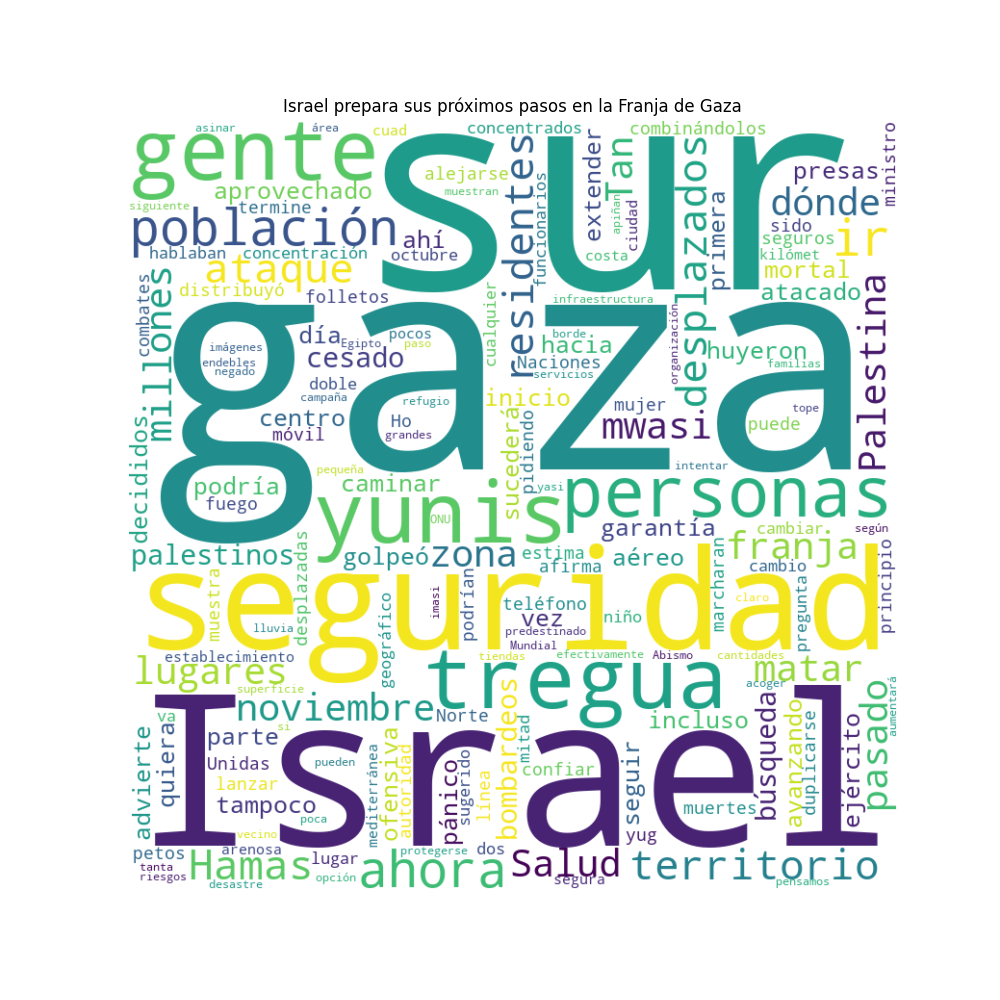 Israel prepara sus próximos pasos en la Franja de Gaza
asinar
área
cuad
concentrados
combinándolos
gente
sur
residentes
extender
Tan
desplazados
ministro
alejarse
muestran
aprovechado
funcionarios
presas
primera
dónde
siguiente
termine
población
ahí
octubre
apiñan
ciudad
sido
seguros
ir
hablaban
concentración
ataque
costa
kilómet
mortal
distribuyó
folletos
infraestructura
atacado
combates
millones
gaza
día
pocos
Egipto
paso
cesado
cualquier
borde
hacia
organización
huyeron
familias
Palestina
imágenes
endebles
negado
Naciones
servicios
doble
campaña
refugio
inicio
mujer
tope
centro
Ho
móvil
grandes
mwasi
puede
decididos
sucederá
pidiendo
pequeña
intentar
podría
fuego
caminar
yasi
personas
yunis
ONU
garantía
cambiar
según
palestinos
golpeó
zona
estima
afirma
aéreo
franja
marcharan
cambio
principio
muestra
desplazadas
seguridad
imasi
podrían
teléfono
niño
claro
pregunta
lluvia
geográfico
vez
predestinado
Mundial
establecimiento
tiendas
efectivamente
Abismo
cantidades
lugares
tregua
matar
acoger
superficie
noviembre
Norte
bombardeos
incluso
búsqueda
pasado
aumentará
va
si
Israel
advierte
quiera
parte
Unidas
pueden
mediterránea
ofensiva
autoridad
pánico
sugerido
línea
mitad
confiar
seguir
avanzando
duplicarse
ejército
lanzar
tampoco
poca
muertes
yug
vecino
petos
arenosa
lugar
protegerse
dos
tanta
riesgos
Hamas
desastre
opción
ahora
Salud
segura
territorio
pensamos